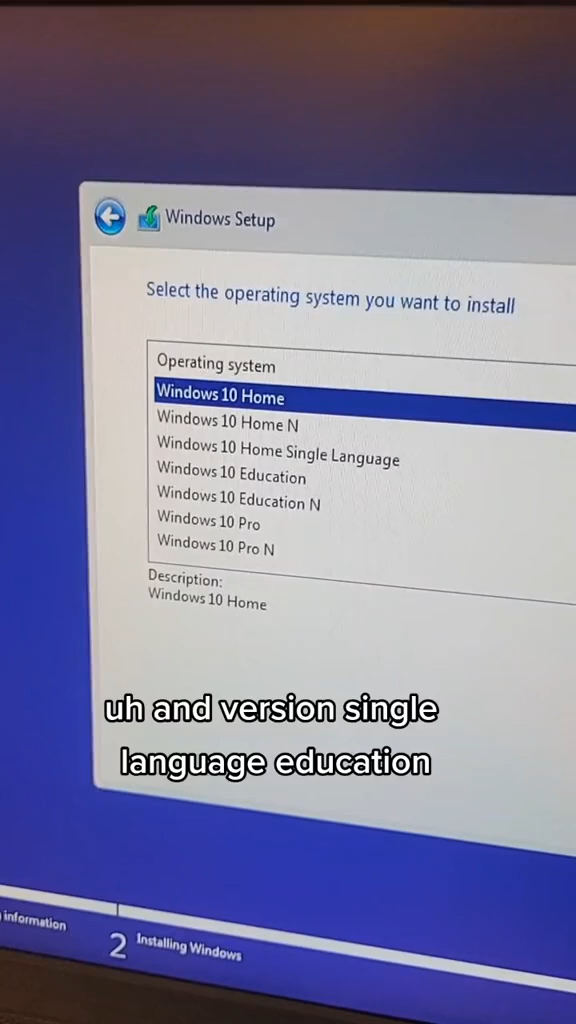 Windows Setup
Select the operating system you want to install
Operating system
Windows 10 Home
Windows 10 Home N
Windows 10 Home Single Language
Windows 10 Education
Windows 10 Education N
Windows 10 Pro
Windows 10 Pro N
Description:
Windows 10 Home
uh and version single
language education
information
2 Installing Windows